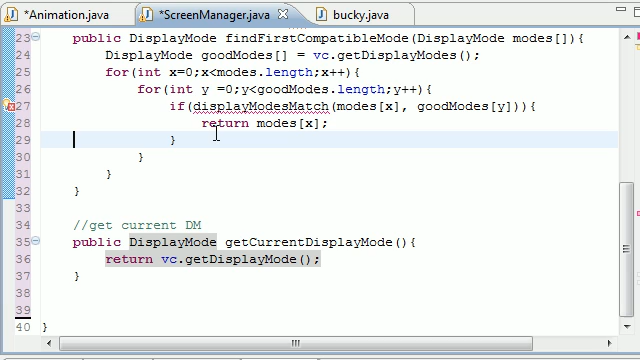 *Animation.java *ScreenManager.java bucky.java
23 public DisplayMode findFirstCompatibleMode(DisplayMode modes[]){
24 DisplayMode goodModes[] = vc.getDisplayModes();
25 for(int x=0;x<modes.length;x++){
26 for(int y =0;y<goodModes.length;y++){
27 if(displayModesMatch(modes[x], goodModes[y])){
28 return modes[x];
29 }
30 }
31 }
32 }
33
34 //get current DM
35 public DisplayMode getCurrentDisplayMode(){
36 return vc.getDisplayMode();
37 }
38
39
40 }